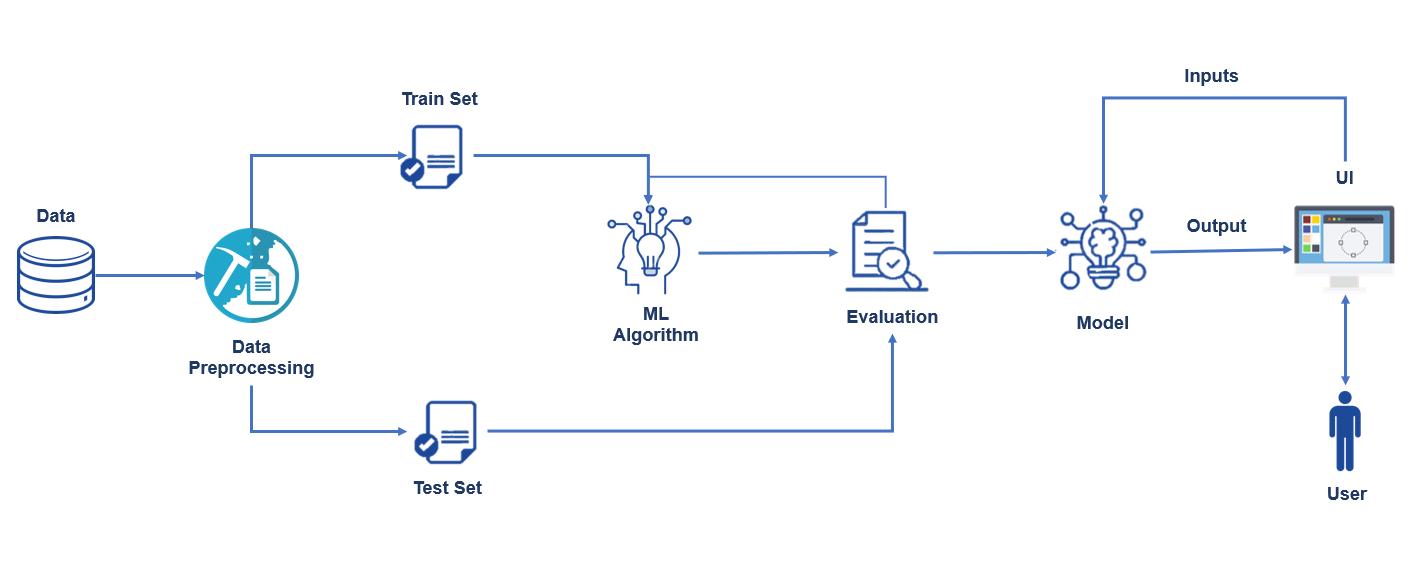 Data
Data
Preprocessing
Train Set
Test Set
ML
Algorithm
Evaluation
Model
Inputs
Output
UI
User